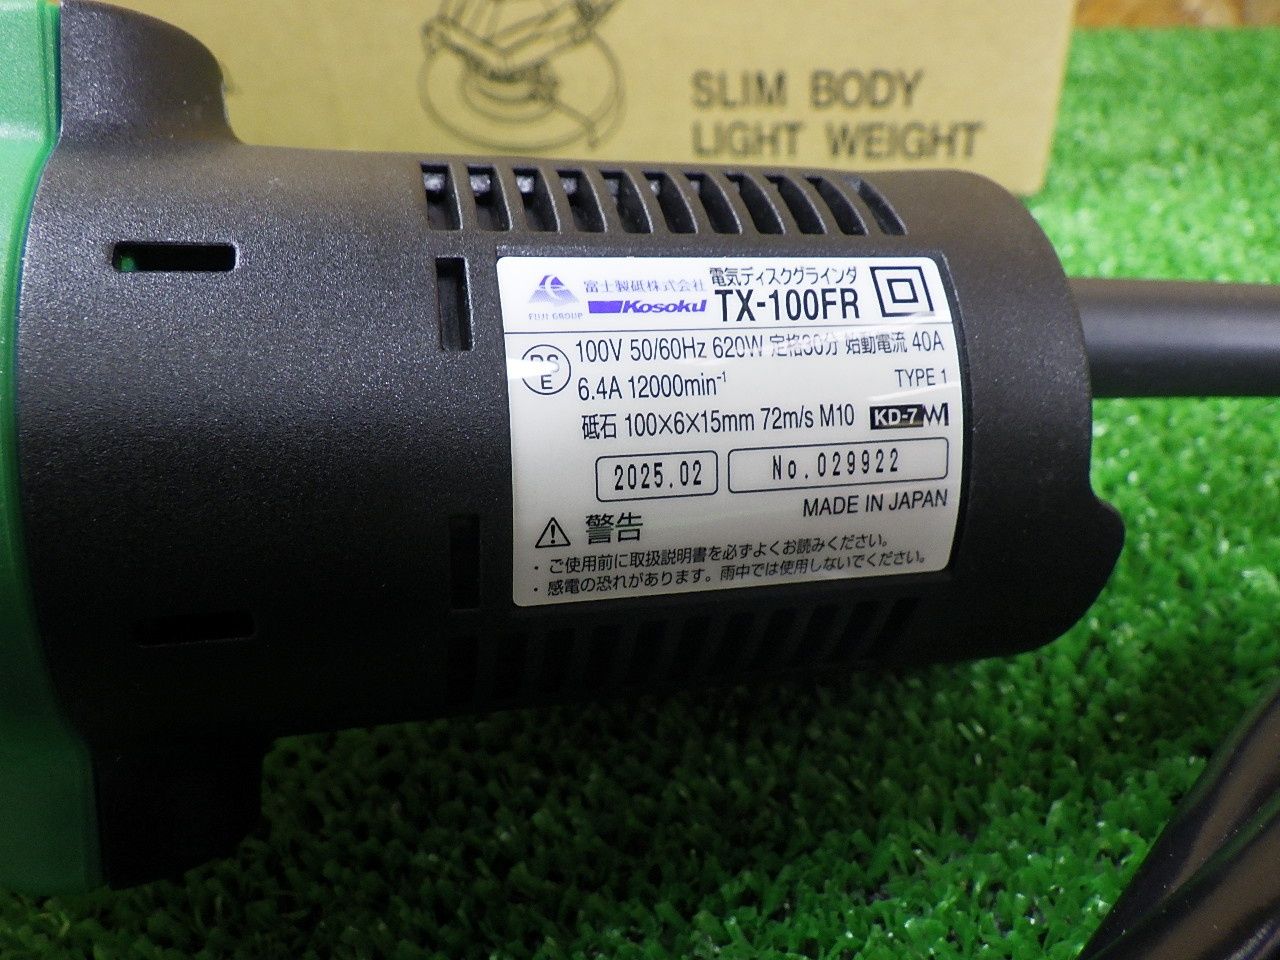 SLIM BODY
LIGHT WEIGHT
富士製砥株式会社
FUJI GROUP
Kosoku
電気ディスクグラインダ
TX-100FR
PS
E
100V 50/60Hz 620W 定格30分 始動電流 40A
6.4A 12000min⁻¹
TYPE 1
砥石 100×6×15mm 72m/s M10
KD-7
2025.02
No.029922
MADE IN JAPAN
警告
・ご使用前に取扱説明書を必ずよくお読みください。
・感電の恐れがあります。雨中では使用しないでください。